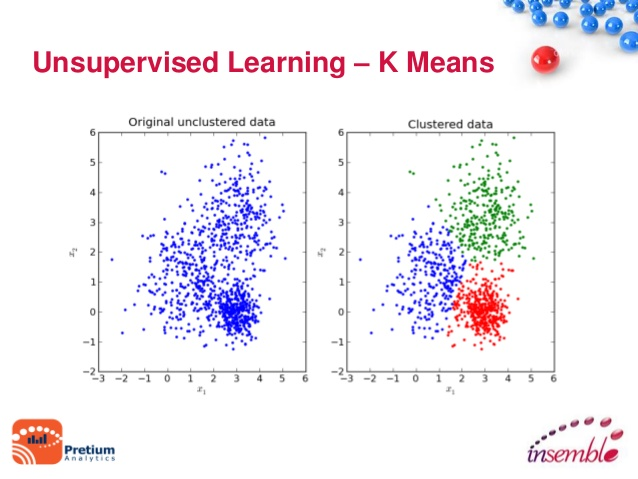 Unsupervised Learning – K Means
Original unclustered data
6
5
4
3
2
1
0
−1
−2
x2
−3 −2 −1 0 1 2 3 4 5 6
x1
Clustered data
6
5
4
3
2
1
0
−1
−2
x2
−3 −2 −1 0 1 2 3 4 5 6
x1
Pretium
Analytics
insemble